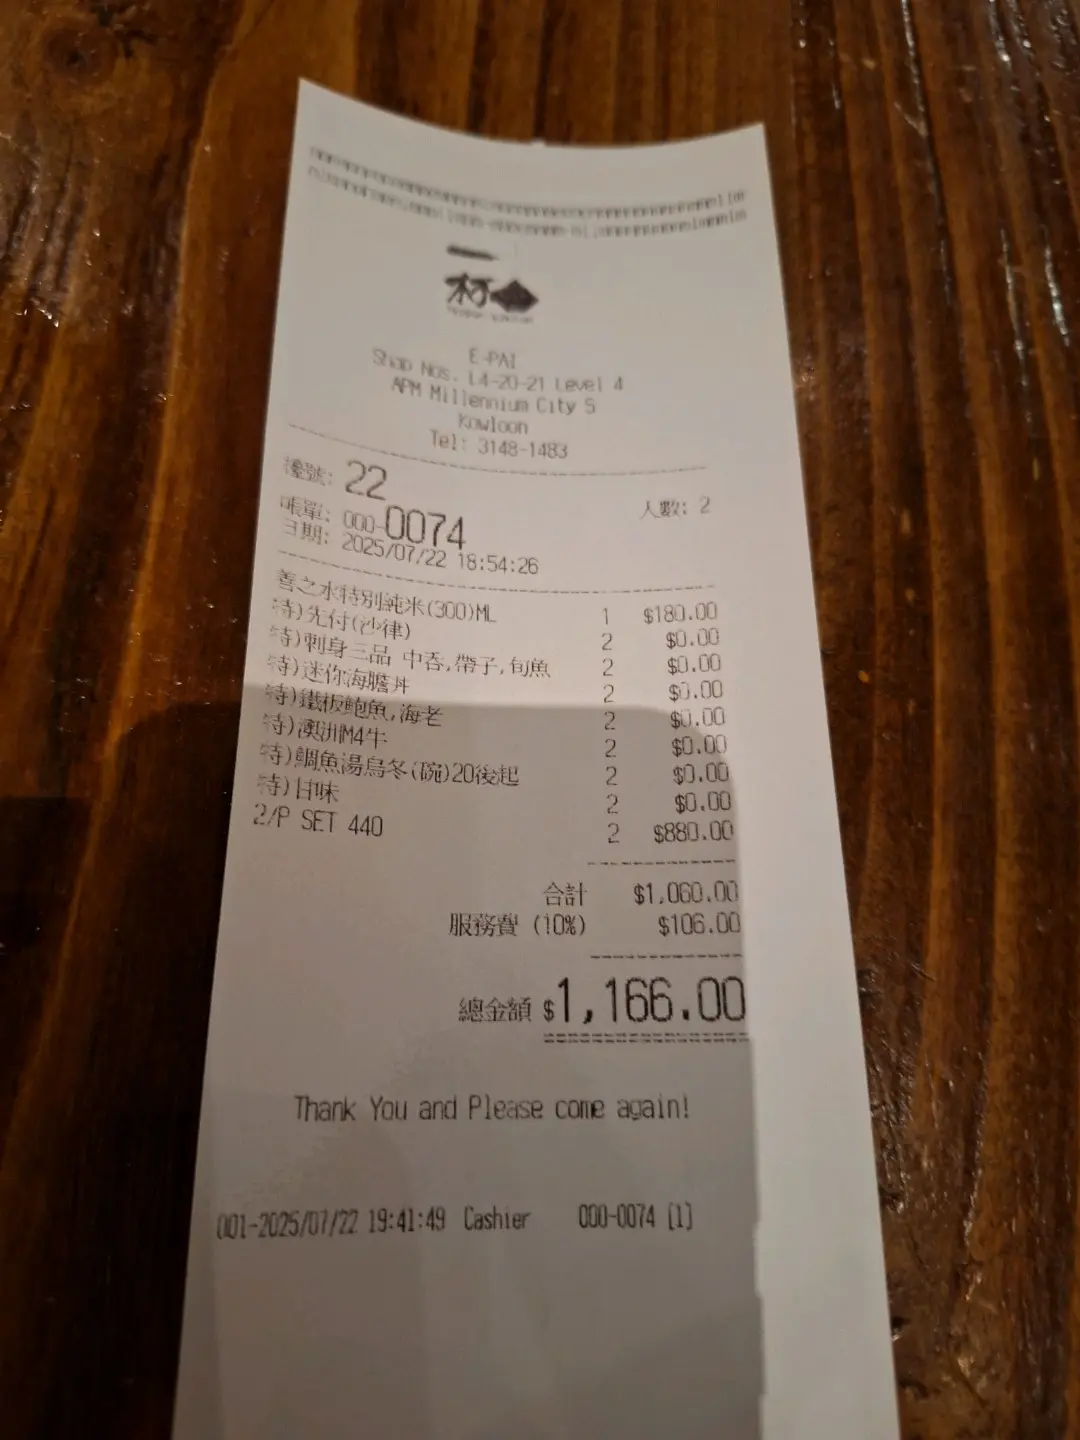 一
杯
E-PAI
Shop Nos. L4-20-21 Level 4
APM Millennium City 5
Kowloon
Tel: 3148-1483
檯號: 22 人數: 2
帳單: 000-0074
日期: 2025/07/22 18:54:26
善之水特別純米(300)ML 1 $180.00
特)先付(沙律) 2 $0.00
特)刺身三品 中吞,帶子,旬魚 2 $0.00
特)迷你海膽丼 2 $0.00
特)鐵板鮑魚,海老 2 $0.00
特)澳洲M4牛 2 $0.00
特)鯛魚湯烏冬(碗)20後起 2 $0.00
特)甘味 2 $0.00
2/P SET 440 2 $880.00
合計 $1,060.00
服務費 (10%) $106.00
總金額 $1,166.00
Thank You and Please come again!
001-2025/07/22 19:41:49 Cashier 000-0074 [1]